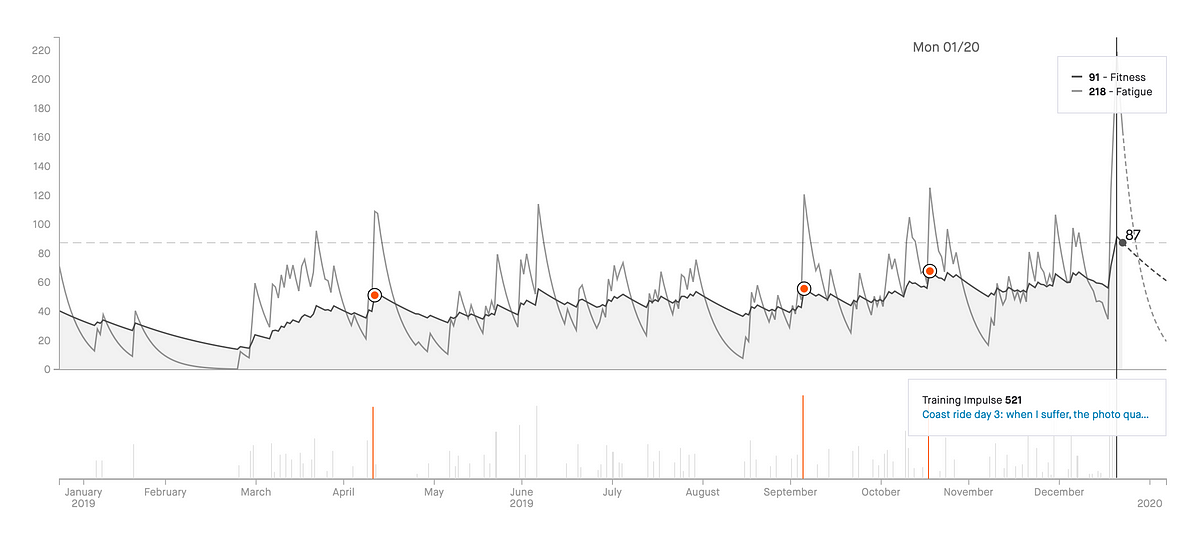 Mon 01/20
220
200
180
160
140
120
100
80
60
40
20
0
91 - Fitness
218 - Fatigue
87
Training Impulse 521
Coast ride day 3: when I suffer, the photo qua...
January February March April May June July August September October November December
2019 2019 2020